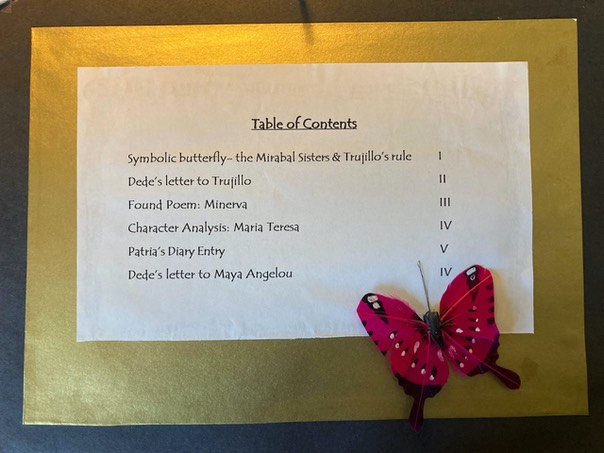 Table of Contents
Symbolic butterfly-- the Mirabal Sisters & Trujillo's rule I
Dede's letter to Trujillo II
Found Poem: Minerva III
Character Analysis: Maria Teresa IV
Patria's Diary Entry V
Dede's letter to Maya Angelou IV